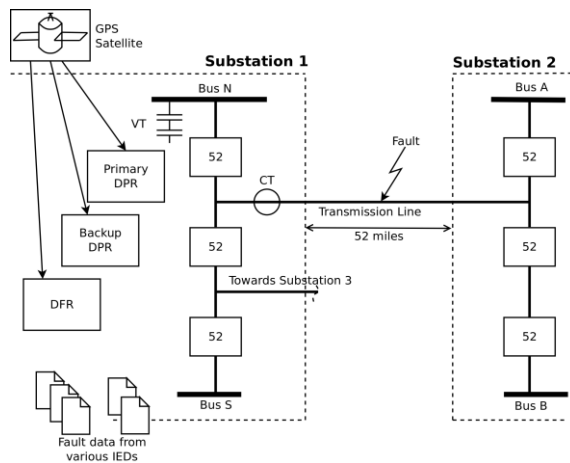 GPS
Satellite
Substation 1
Substation 2
Bus N
Bus A
VT
52
52
Primary
DPR
Fault
CT
Transmission Line
Backup
DPR
52
52 miles
52
Towards Substation 3
DFR
52
52
Bus S
Bus B
Fault data from
various IEDs